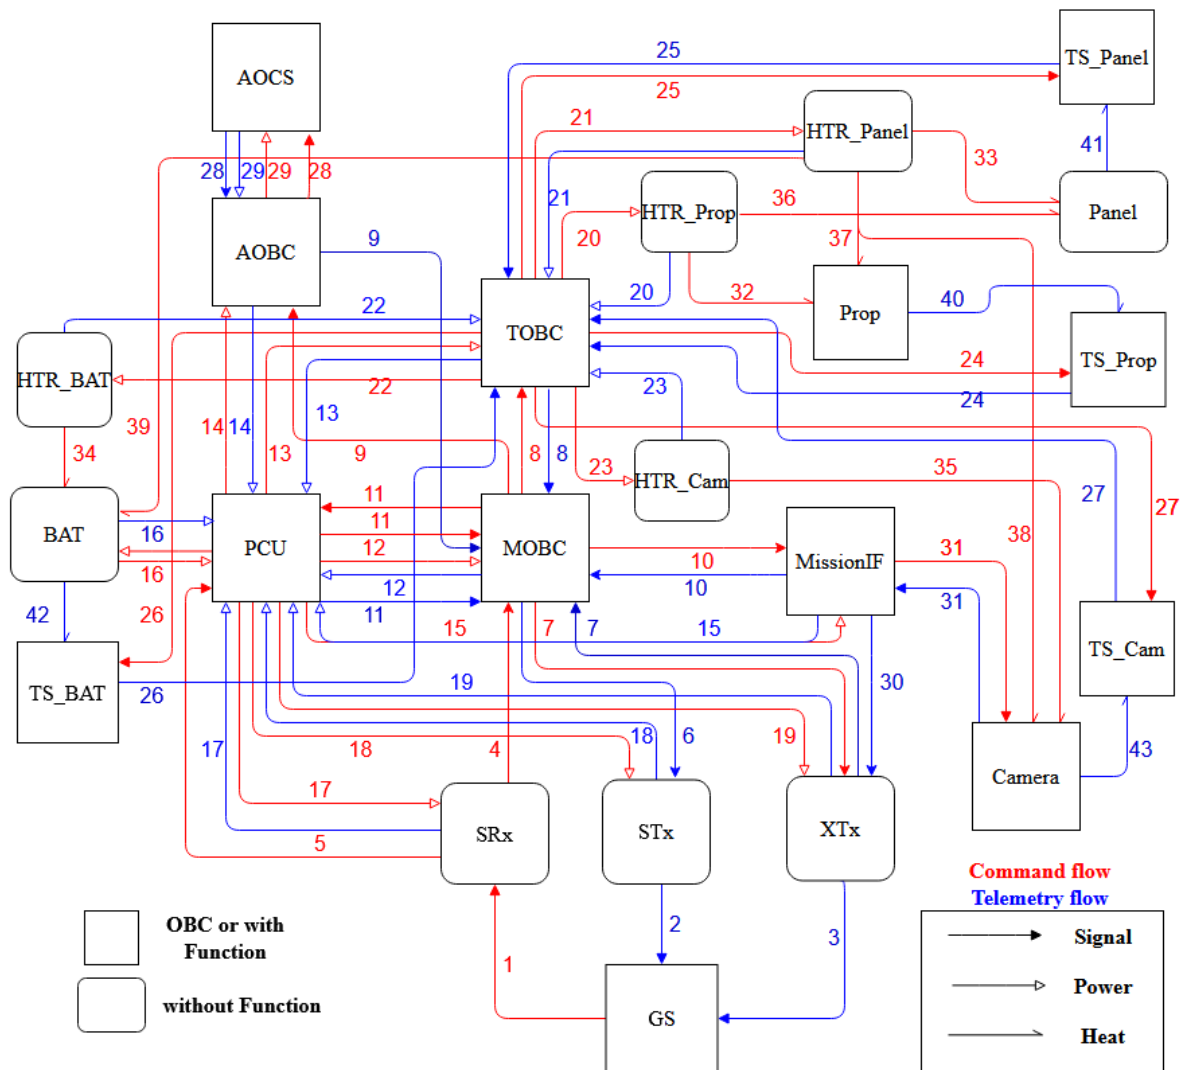 28
25
TS_Panel
AOCS
25
21
HTR_Panel
41
33
28
29
29
28
21
HTR_Prop
36
Panel
20
37
9
AOBC
22
20
32
Prop
40
TOBC
TS_Prop
24
HTR_BAT
22
23
24
39
14
14
13
13
9
8
8
34
23
HTR_Cam
35
27
27
11
BAT
16
PCU
11
MOBC
MissionIF
31
38
12
10
16
12
10
42
26
11
15
7
7
15
31
TS_Cam
TS_BAT
26
19
30
17
18
4
18
6
19
43
Camera
17
5
SRx
STx
XTx
Command flow
Telemetry flow
OBC or with
Function
2
3
Signal
1
Power
without Function
GS
Heat